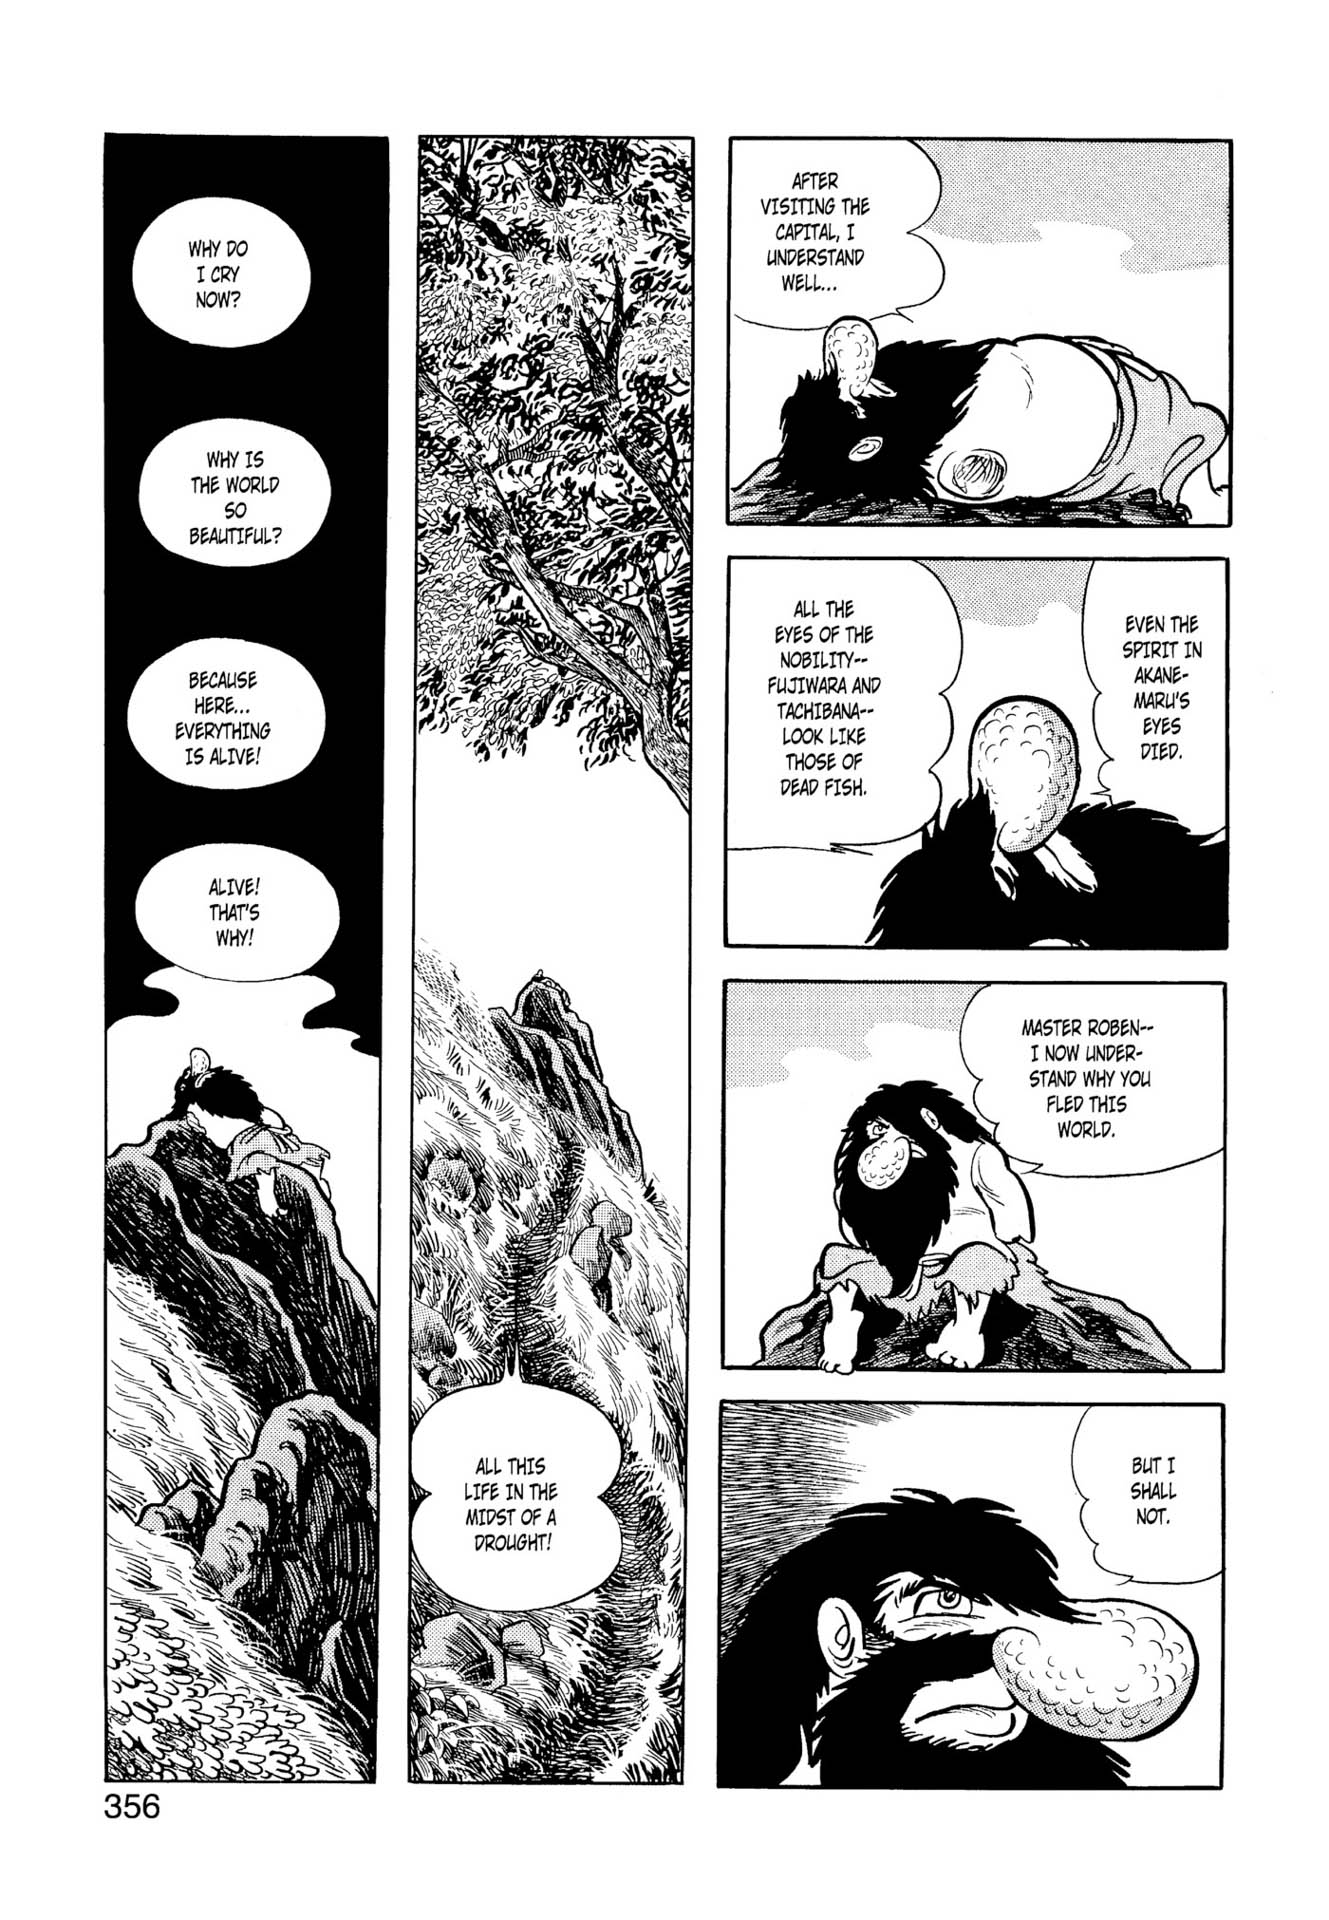 WHY DO
I CRY
NOW?
WHY IS
THE WORLD
SO
BEAUTIFUL?
BECAUSE
HERE...
EVERYTHING
IS ALIVE!
ALIVE!
THAT'S
WHY!
ALL THIS
LIFE IN THE
MIDST OF A
DROUGHT!
AFTER
VISITING THE
CAPITAL, I
UNDERSTAND
WELL...
ALL THE
EYES OF THE
NOBILITY--
FUJIWARA AND
TACHIBANA--
LOOK LIKE
THOSE OF
DEAD FISH.
EVEN THE
SPIRIT IN
AKANE-
MARU'S
EYES
DIED.
MASTER ROBEN--
I NOW UNDER-
STAND WHY YOU
FLED THIS
WORLD.
BUT I
SHALL
NOT.
356